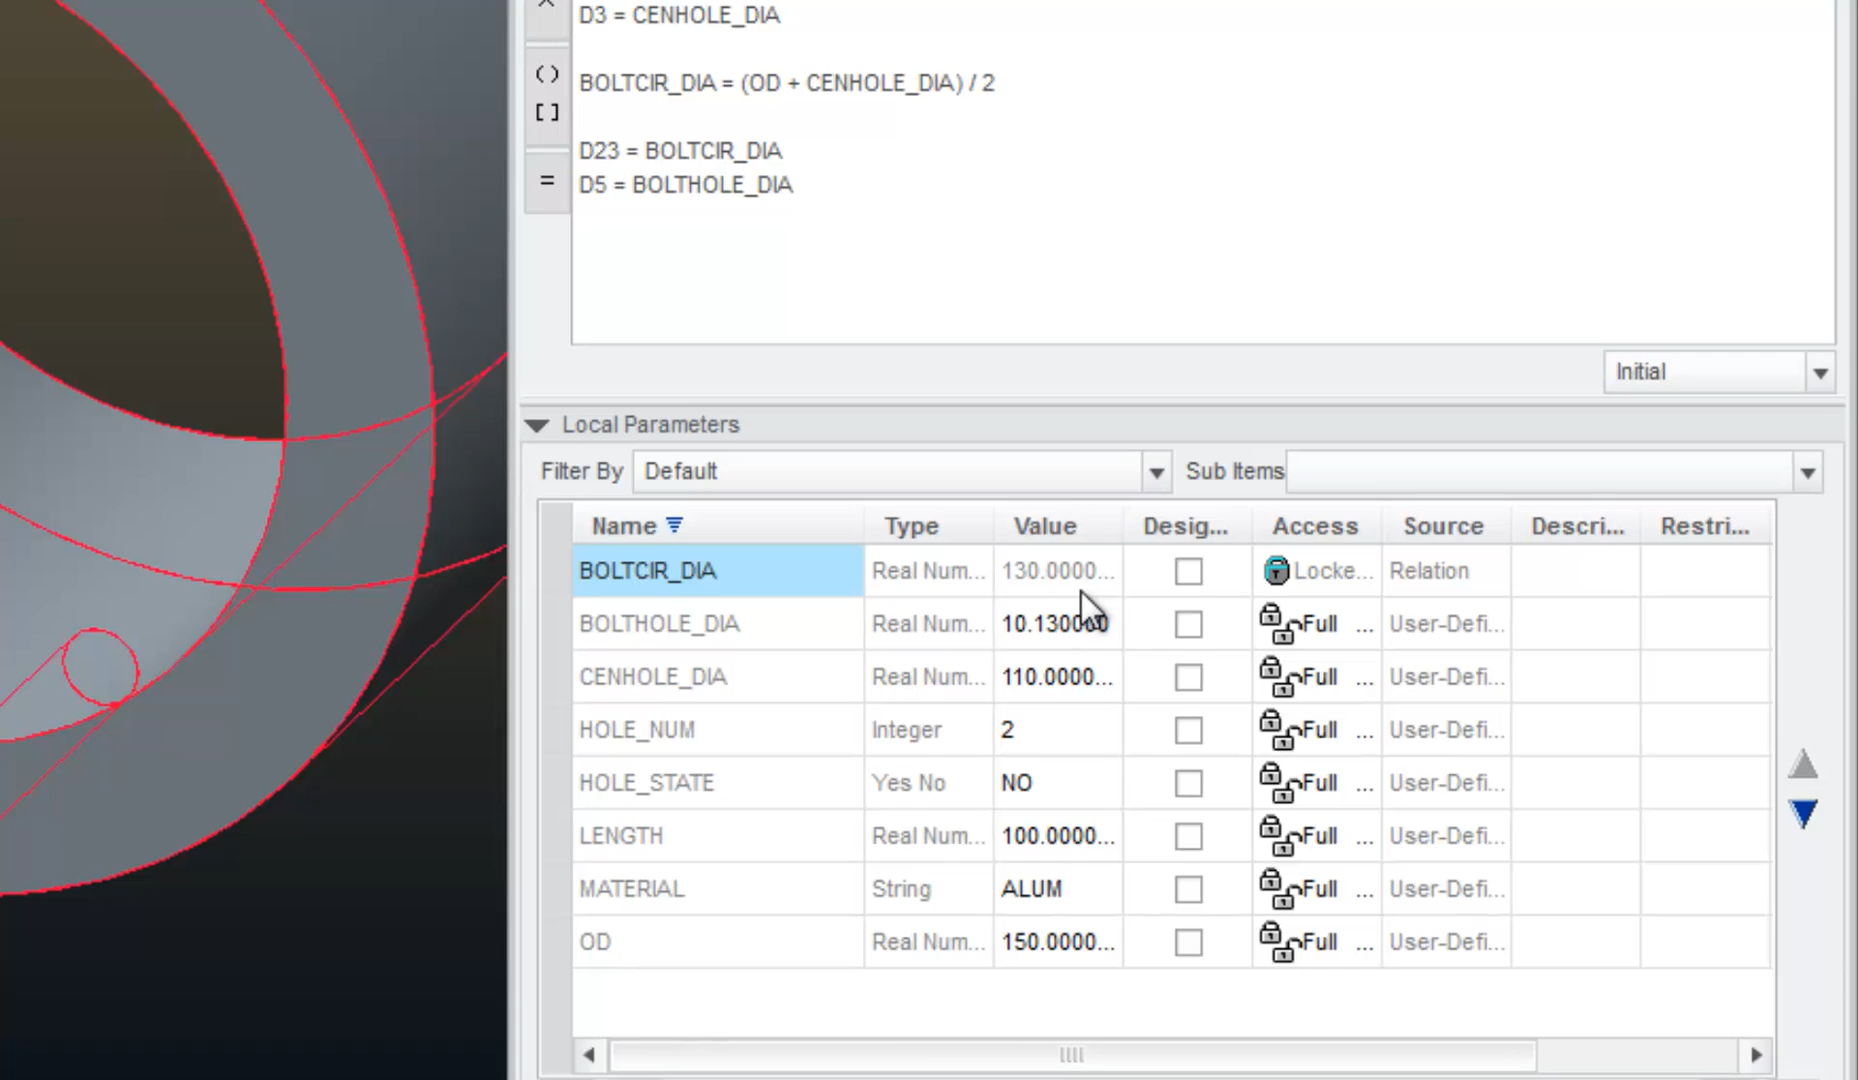 D3 = CENHOLE_DIA
()
BOLTCIR_DIA = (OD + CENHOLE_DIA) / 2
[]
D23 = BOLTCIR_DIA
= D5 = BOLTHOLE_DIA
Initial
Local Parameters
Filter By Default Sub Items
Name Type Value Desig... Access Source Descri... Restri...
BOLTCIR_DIA Real Num... 130.0000... Locke... Relation
BOLTHOLE_DIA Real Num... Full ... User-Defi...
CENHOLE_DIA Real Num... 110.0000... Full ... User-Defi...
HOLE_NUM Integer 2 Full ... User-Defi...
HOLE_STATE Yes No NO Full ... User-Defi...
LENGTH Real Num... 100.0000... Full ... User-Defi...
MATERIAL String ALUM Full ... User-Defi...
OD Real Num... 150.0000... Full ... User-Defi...